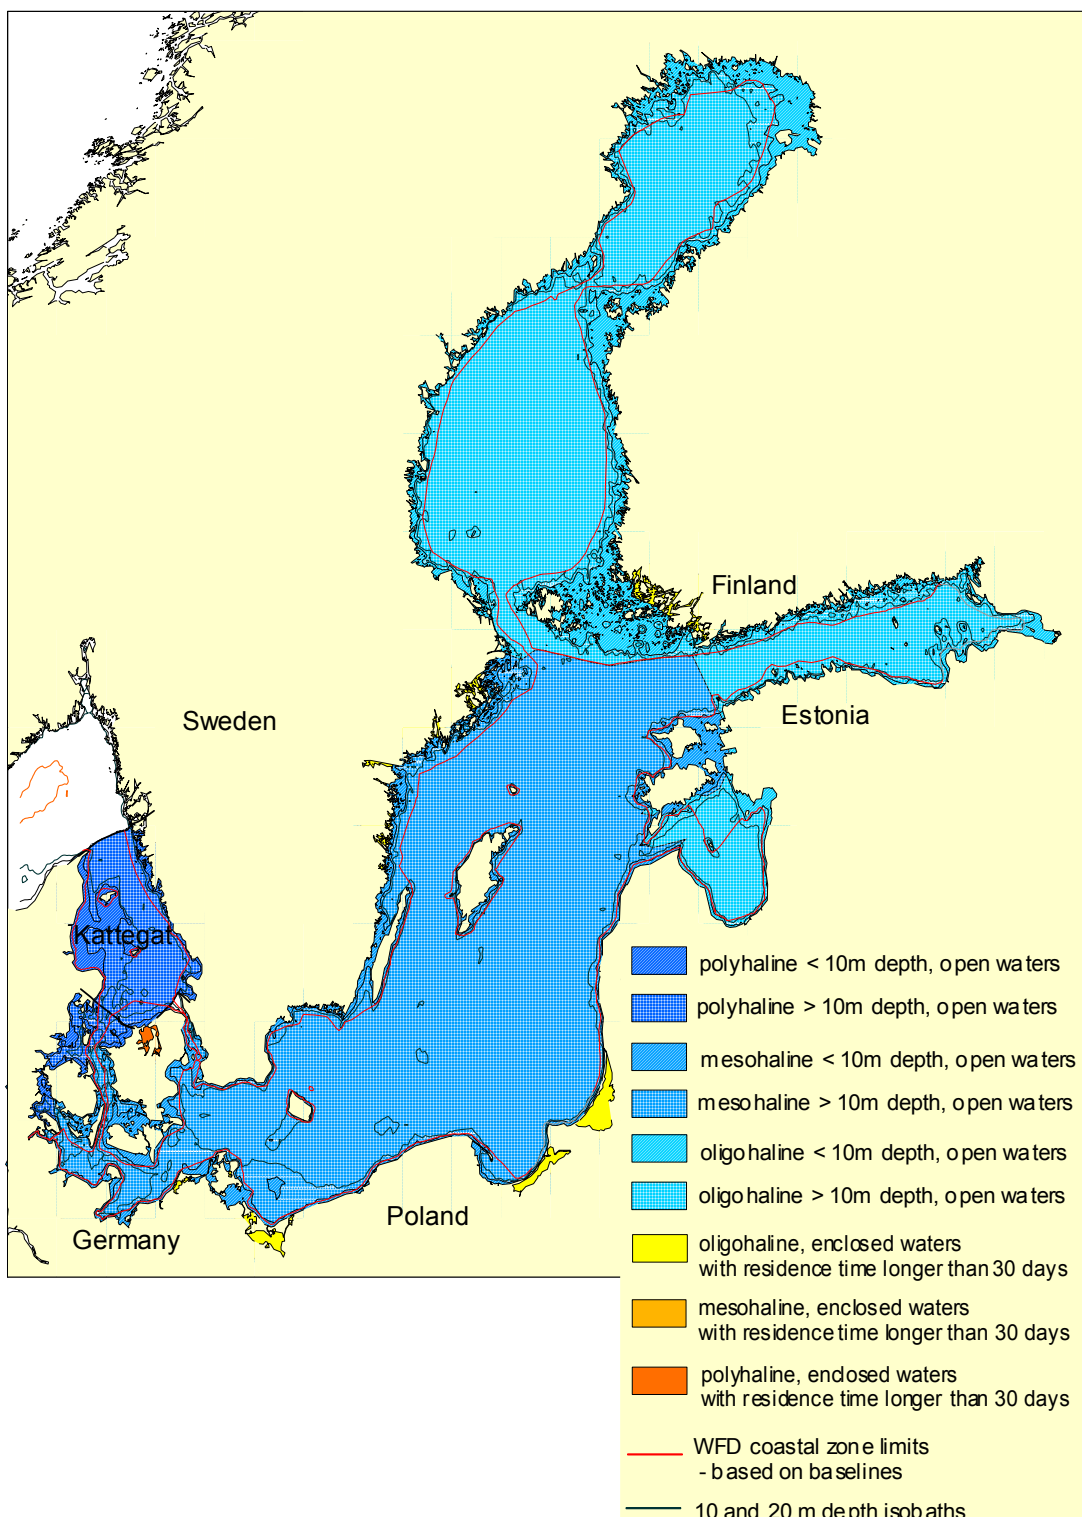 Finland
Sweden
Estonia
Kattegat
Poland
Germany
polyhaline < 10m depth, open waters
polyhaline > 10m depth, open waters
mesohaline < 10m depth, open waters
mesohaline > 10m depth, open waters
oligohaline < 10m depth, open waters
oligohaline > 10m depth, open waters
oligohaline, enclosed waters
with residence time longer than 30 days
mesohaline, enclosed waters
with residence time longer than 30 days
polyhaline, enclosed waters
with residence time longer than 30 days
WFD coastal zone limits
- based on baselines
10 and 20 m depth isobaths